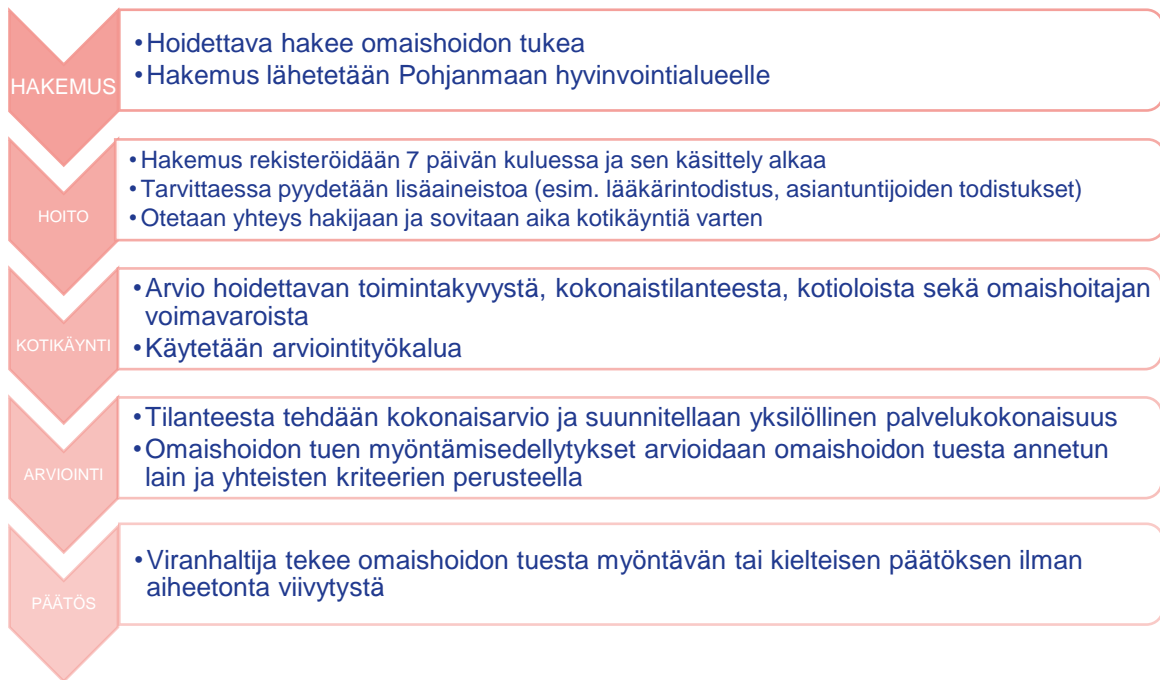 HAKEMUS
•Hoidettava hakee omaishoidon tukea
•Hakemus lähetetään Pohjanmaan hyvinvointialueelle
HOITO
•Hakemus rekisteröidään 7 päivän kuluessa ja sen käsittely alkaa
•Tarvittaessa pyydetään lisäaineistoa (esim. lääkärintodistus, asiantuntijoiden todistukset)
•Otetaan yhteys hakijaan ja sovitaan aika kotikäyntiä varten
KOTIKÄYNTI
•Arvio hoidettavan toimintakyvystä, kokonaistilanteesta, kotioloista sekä omaishoitajan
voimavaroista
•Käytetään arviointityökalua
ARVIOINTI
•Tilanteesta tehdään kokonaisarvio ja suunnitellaan yksilöllinen palvelukokonaisuus
•Omaishoidon tuen myöntämisedellytykset arvioidaan omaishoidon tuesta annetun
lain ja yhteisten kriteerien perusteella
PÄÄTÖS
•Viranhaltija tekee omaishoidon tuesta myöntävän tai kielteisen päätöksen ilman
aiheetonta viivytystä